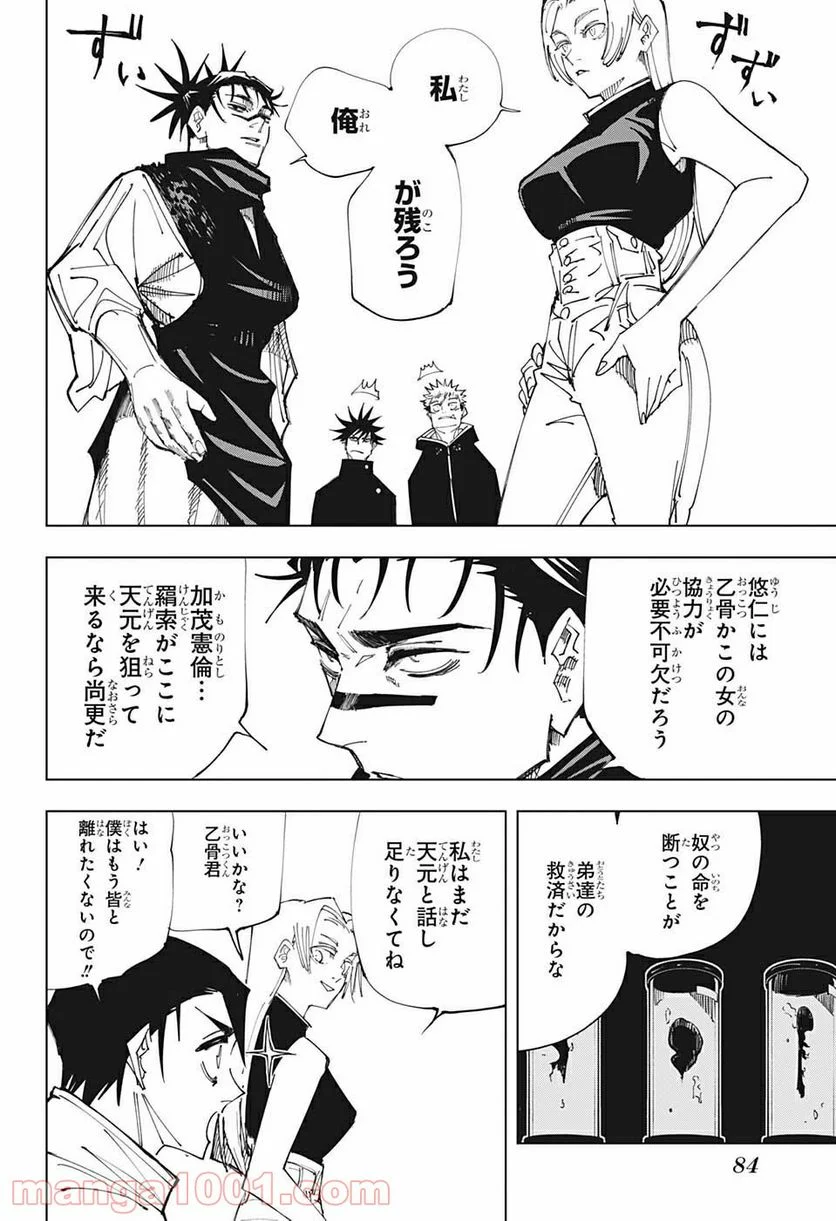 ずずい
私
俺
が残ろう
ずい
悠仁には
乙骨かこの女の
協力が
必要不可欠だろう
加茂憲倫…
羂索がここに
天元を狙って
来るなら尚更だ
奴の命を
断つことが
弟達の
救済だからな
私はまだ
天元と話し
足りなくてね
いいかな?
乙骨君
はい!
僕はもう皆と
離れたくないので!!
84
manga1001.com